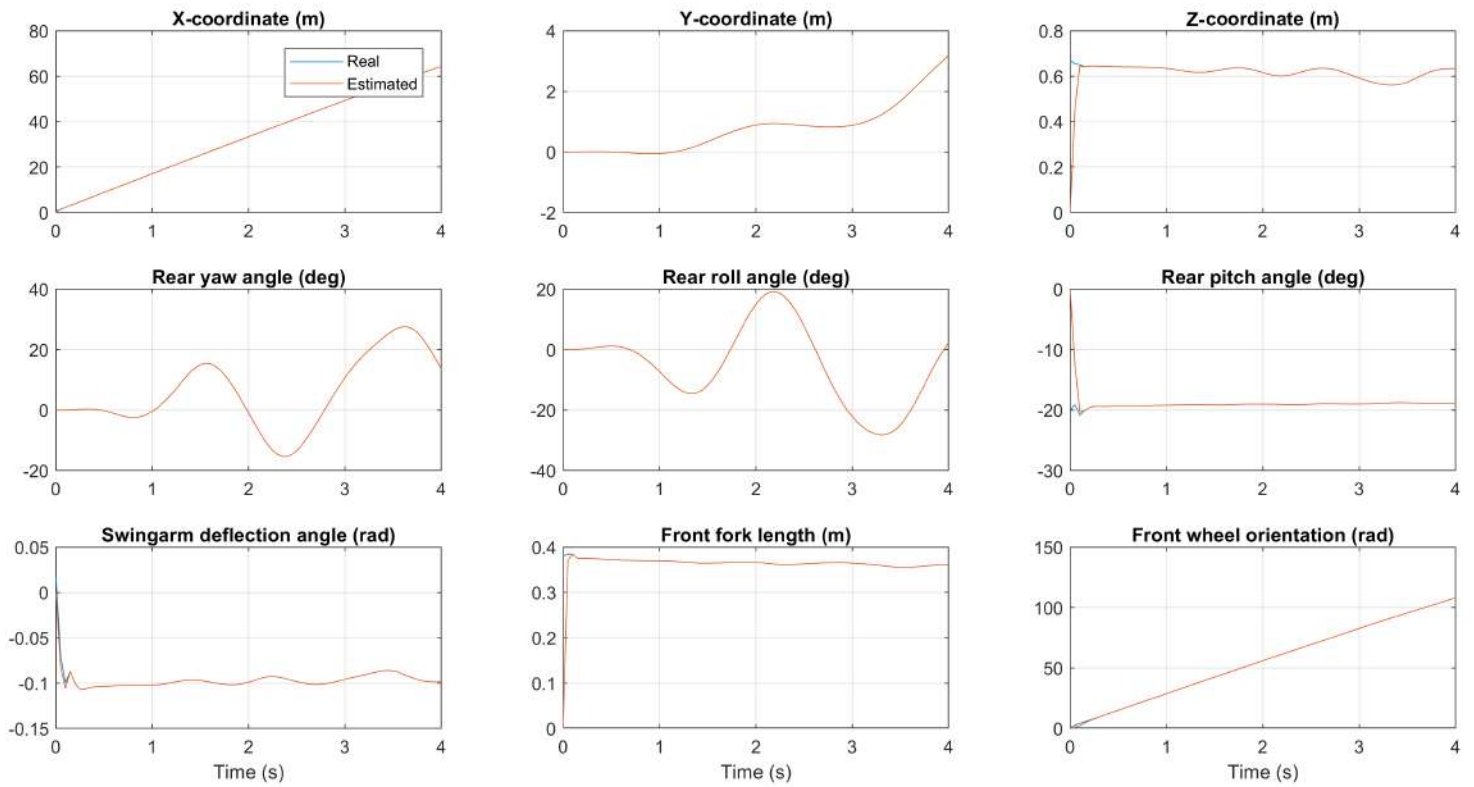 X-coordinate (m)
80
60
40
20
0
0 1 2 3 4
Real
Estimated
Y-coordinate (m)
4
2
0
-2
0 1 2 3 4
Z-coordinate (m)
0.8
0.6
0.4
0.2
0
0 1 2 3 4
Rear yaw angle (deg)
40
20
0
-20
0 1 2 3 4
Rear roll angle (deg)
20
0
-20
-40
0 1 2 3 4
Rear pitch angle (deg)
0
-10
-20
-30
0 1 2 3 4
Swingarm deflection angle (rad)
0.05
0
-0.05
-0.1
-0.15
0 1 2 3 4
Time (s)
Front fork length (m)
0.4
0.3
0.2
0.1
0
0 1 2 3 4
Time (s)
Front wheel orientation (rad)
150
100
50
0
0 1 2 3 4
Time (s)